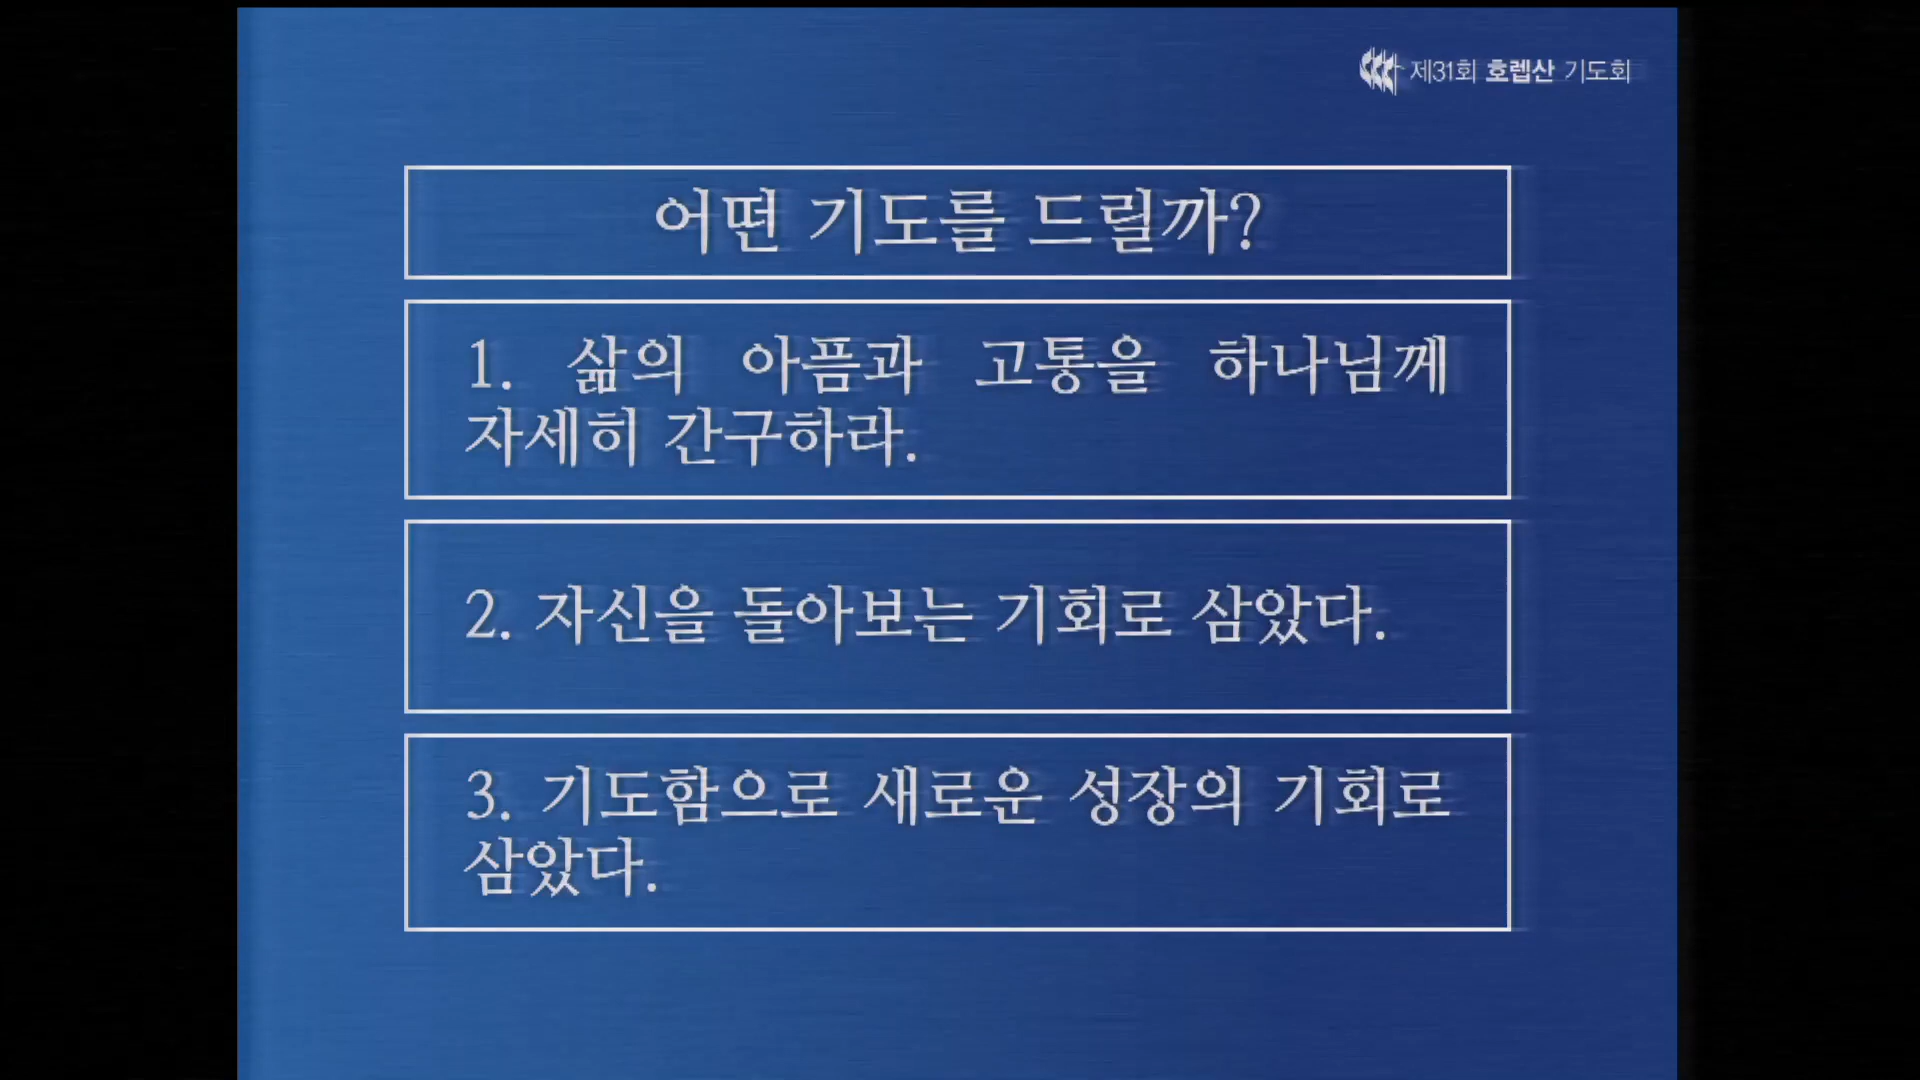 제31회 호렙산 기도회
어떤 기도를 드릴까?
1. 삶의 아픔과 고통을 하나님께
자세히 간구하라.
2. 자신을 돌아보는 기회로 삼았다.
3. 기도함으로 새로운 성장의 기회로
삼았다.